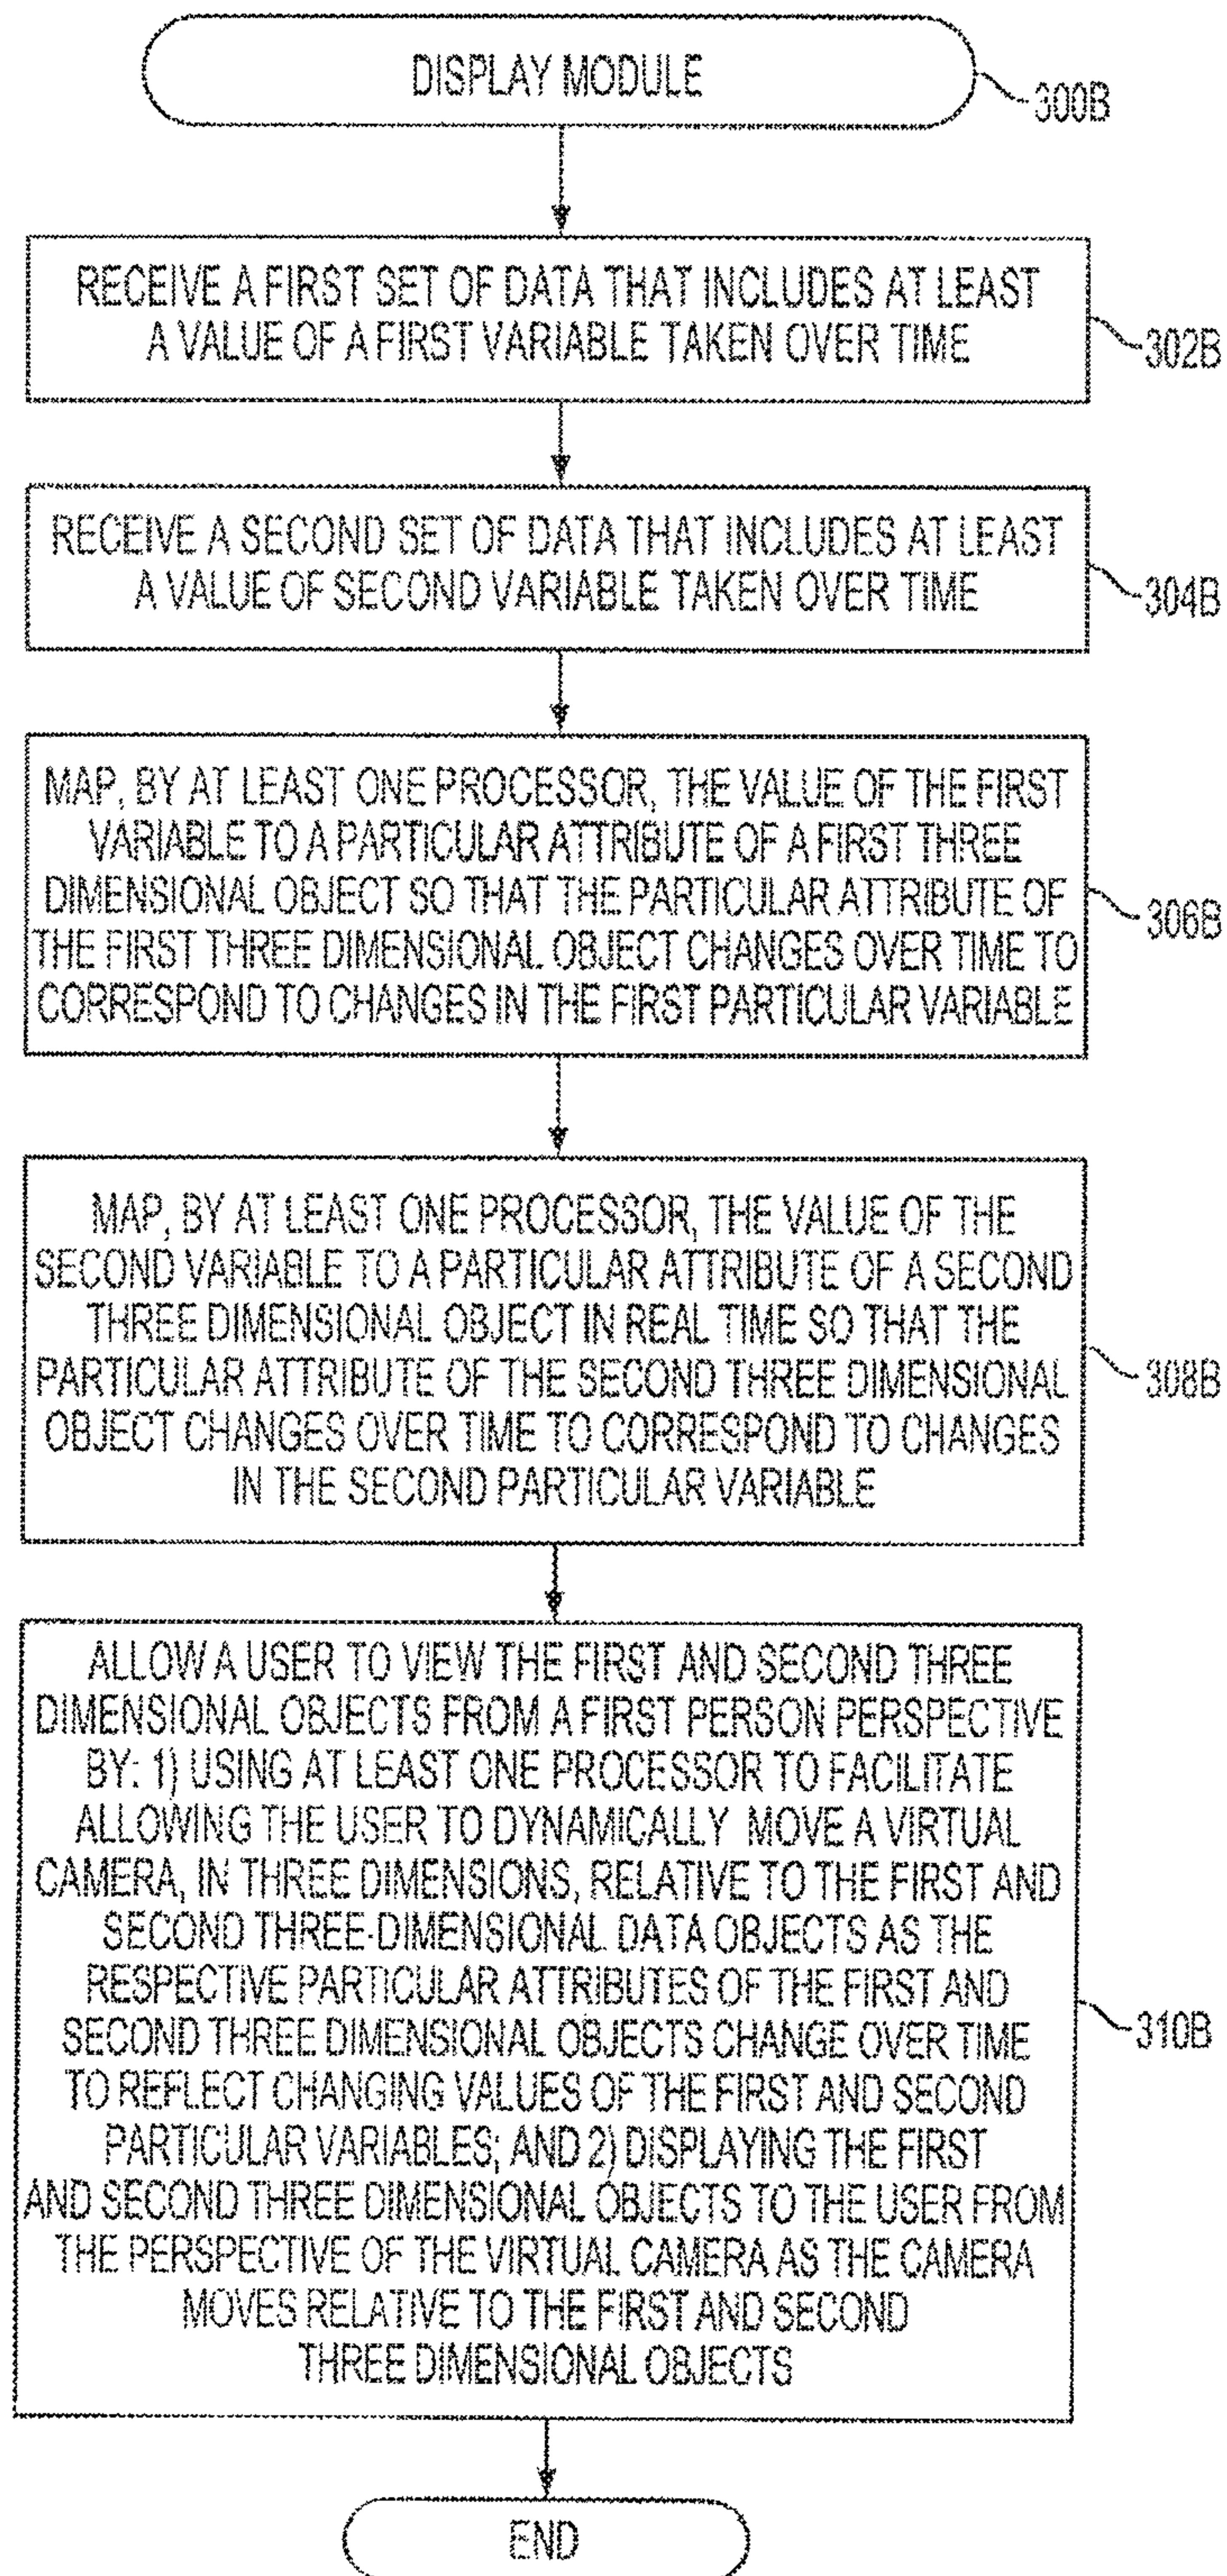 DISPLAY MODULE
300B
RECEIVE A FIRST SET OF DATA THAT INCLUDES AT LEAST
A VALUE OF A FIRST VARIABLE TAKEN OVER TIME
302B
RECEIVE A SECOND SET OF DATA THAT INCLUDES AT LEAST
A VALUE OF SECOND VARIABLE TAKEN OVER TIME
304B
MAP, BY AT LEAST ONE PROCESSOR, THE VALUE OF THE FIRST
VARIABLE TO A PARTICULAR ATTRIBUTE OF A FIRST THREE
DIMENSIONAL OBJECT SO THAT THE PARTICULAR ATTRIBUTE OF
THE FIRST THREE DIMENSIONAL OBJECT CHANGES OVER TIME TO
CORRESPOND TO CHANGES IN THE FIRST PARTICULAR VARIABLE
306B
MAP, BY AT LEAST ONE PROCESSOR, THE VALUE OF THE
SECOND VARIABLE TO A PARTICULAR ATTRIBUTE OF A SECOND
THREE DIMENSIONAL OBJECT IN REAL TIME SO THAT THE
PARTICULAR ATTRIBUTE OF THE SECOND THREE DIMENSIONAL
OBJECT CHANGES OVER TIME TO CORRESPOND TO CHANGES
IN THE SECOND PARTICULAR VARIABLE
308B
ALLOW A USER TO VIEW THE FIRST AND SECOND THREE
DIMENSIONAL OBJECTS FROM A FIRST PERSON PERSPECTIVE
BY: 1) USING AT LEAST ONE PROCESSOR TO FACILITATE
ALLOWING THE USER TO DYNAMICALLY MOVE A VIRTUAL
CAMERA, IN THREE DIMENSIONS, RELATIVE TO THE FIRST AND
SECOND THREE-DIMENSIONAL DATA OBJECTS AS THE
RESPECTIVE PARTICULAR ATTRIBUTES OF THE FIRST AND
SECOND THREE DIMENSIONAL OBJECTS CHANGE OVER TIME
TO REFLECT CHANGING VALUES OF THE FIRST AND SECOND
PARTICULAR VARIABLES; AND 2) DISPLAYING THE FIRST
AND SECOND THREE DIMENSIONAL OBJECTS TO THE USER FROM
THE PERSPECTIVE OF THE VIRTUAL CAMERA AS THE CAMERA
MOVES RELATIVE TO THE FIRST AND SECOND
THREE DIMENSIONAL OBJECTS
310B
END